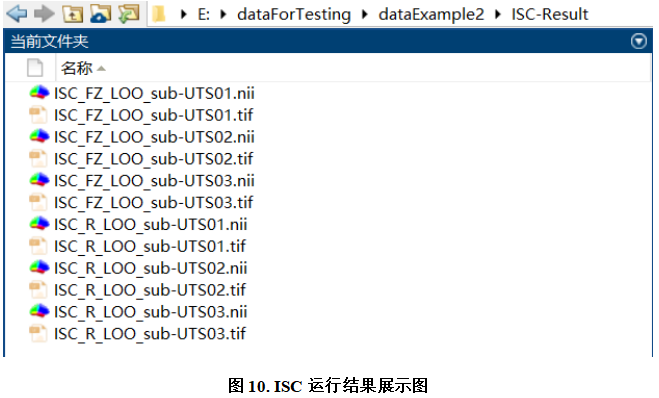 E: dataForTesting dataExample2 ISC-Result
当前文件夹
名称
ISC_FZ_LOO_sub-UTS01.nii
ISC_FZ_LOO_sub-UTS01.tif
ISC_FZ_LOO_sub-UTS02.nii
ISC_FZ_LOO_sub-UTS02.tif
ISC_FZ_LOO_sub-UTS03.nii
ISC_FZ_LOO_sub-UTS03.tif
ISC_R_LOO_sub-UTS01.nii
ISC_R_LOO_sub-UTS01.tif
ISC_R_LOO_sub-UTS02.nii
ISC_R_LOO_sub-UTS02.tif
ISC_R_LOO_sub-UTS03.nii
ISC_R_LOO_sub-UTS03.tif
图 10. ISC 运行结果展示图